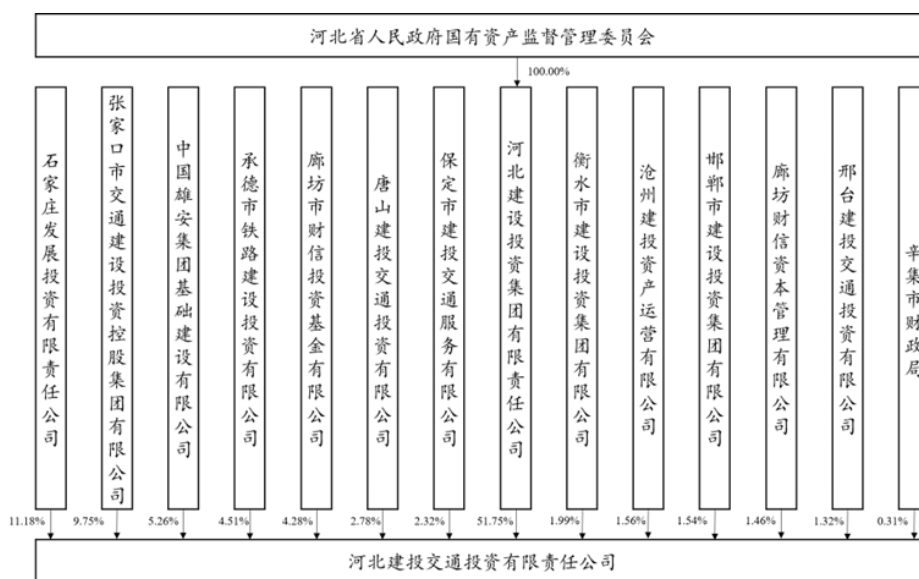 河北省人民政府国有资产监督管理委员会
100.00%
石家庄发展投资有限责任公司
张家口市交通建设投资控股集团有限公司
中国雄安集团基础建设有限公司
承德市铁路建设投资有限公司
廊坊市财信投资基金有限公司
唐山建投交通投资有限公司
保定市建投交通服务有限公司
河北建设投资集团有限责任公司
衡水市建设投资集团有限公司
沧州建投资产运营有限公司
邯郸市建设投资集团有限公司
廊坊财信资本管理有限公司
邢台建投交通投资有限公司
辛集市财政局
11.18%
9.75%
5.26%
4.51%
4.28%
2.78%
2.32%
51.75%
1.99%
1.56%
1.54%
1.46%
1.32%
0.31%
河北建投交通投资有限责任公司